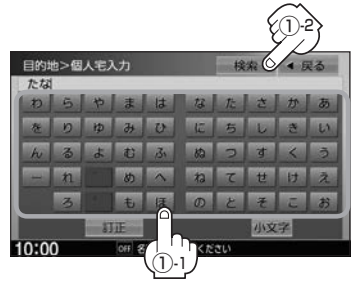 ①-2
目的地>個人宅入力 検索 ◀ 戻る
たな
わ ら や ま は な た さ か あ
を り ゆ み ひ に ち し き い
ん る よ む ふ ぬ つ す く う
ー れ め へ ね て せ け え
ろ も ほ の と そ こ お
訂正 小文字
10:00 OFF ください
①-1